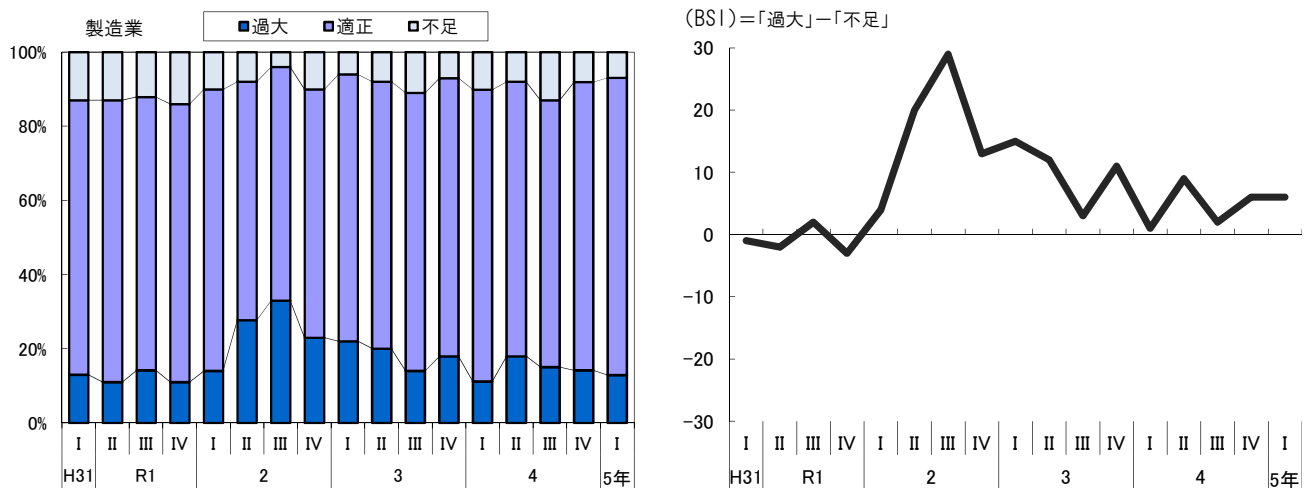 製造業
過大 適正 不足
100%
80%
60%
40%
20%
0%
I II III IV I II III IV I II III IV I II III IV I
H31 R1 2 3 4 5年
(BSI)=「過大」-「不足」
30
20
10
0
-10
-20
-30
I II III IV I II III IV I II III IV I II III IV I
H31 R1 2 3 4 5年